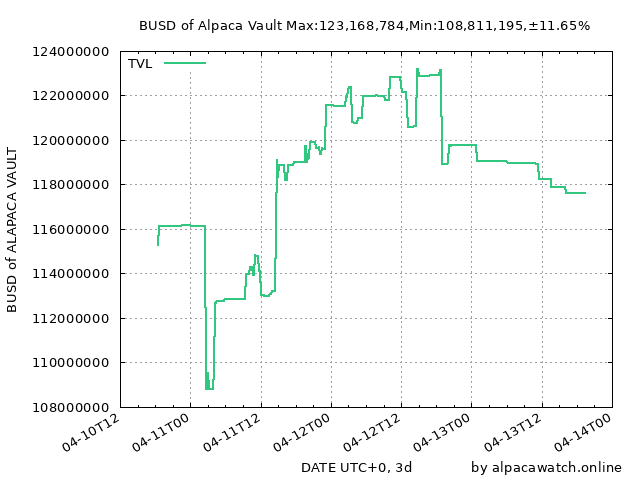 BUSD of Alpaca Vault Max:123,168,784,Min:108,811,195,±11.65%
TVL
BUSD of ALAPACA VAULT
124000000
122000000
120000000
118000000
116000000
114000000
112000000
110000000
108000000
04-10T12
04-11T00
04-11T12
04-12T00
04-12T12
04-13T00
04-13T12
04-14T00
DATE UTC+0, 3d
by alpacawatch.online